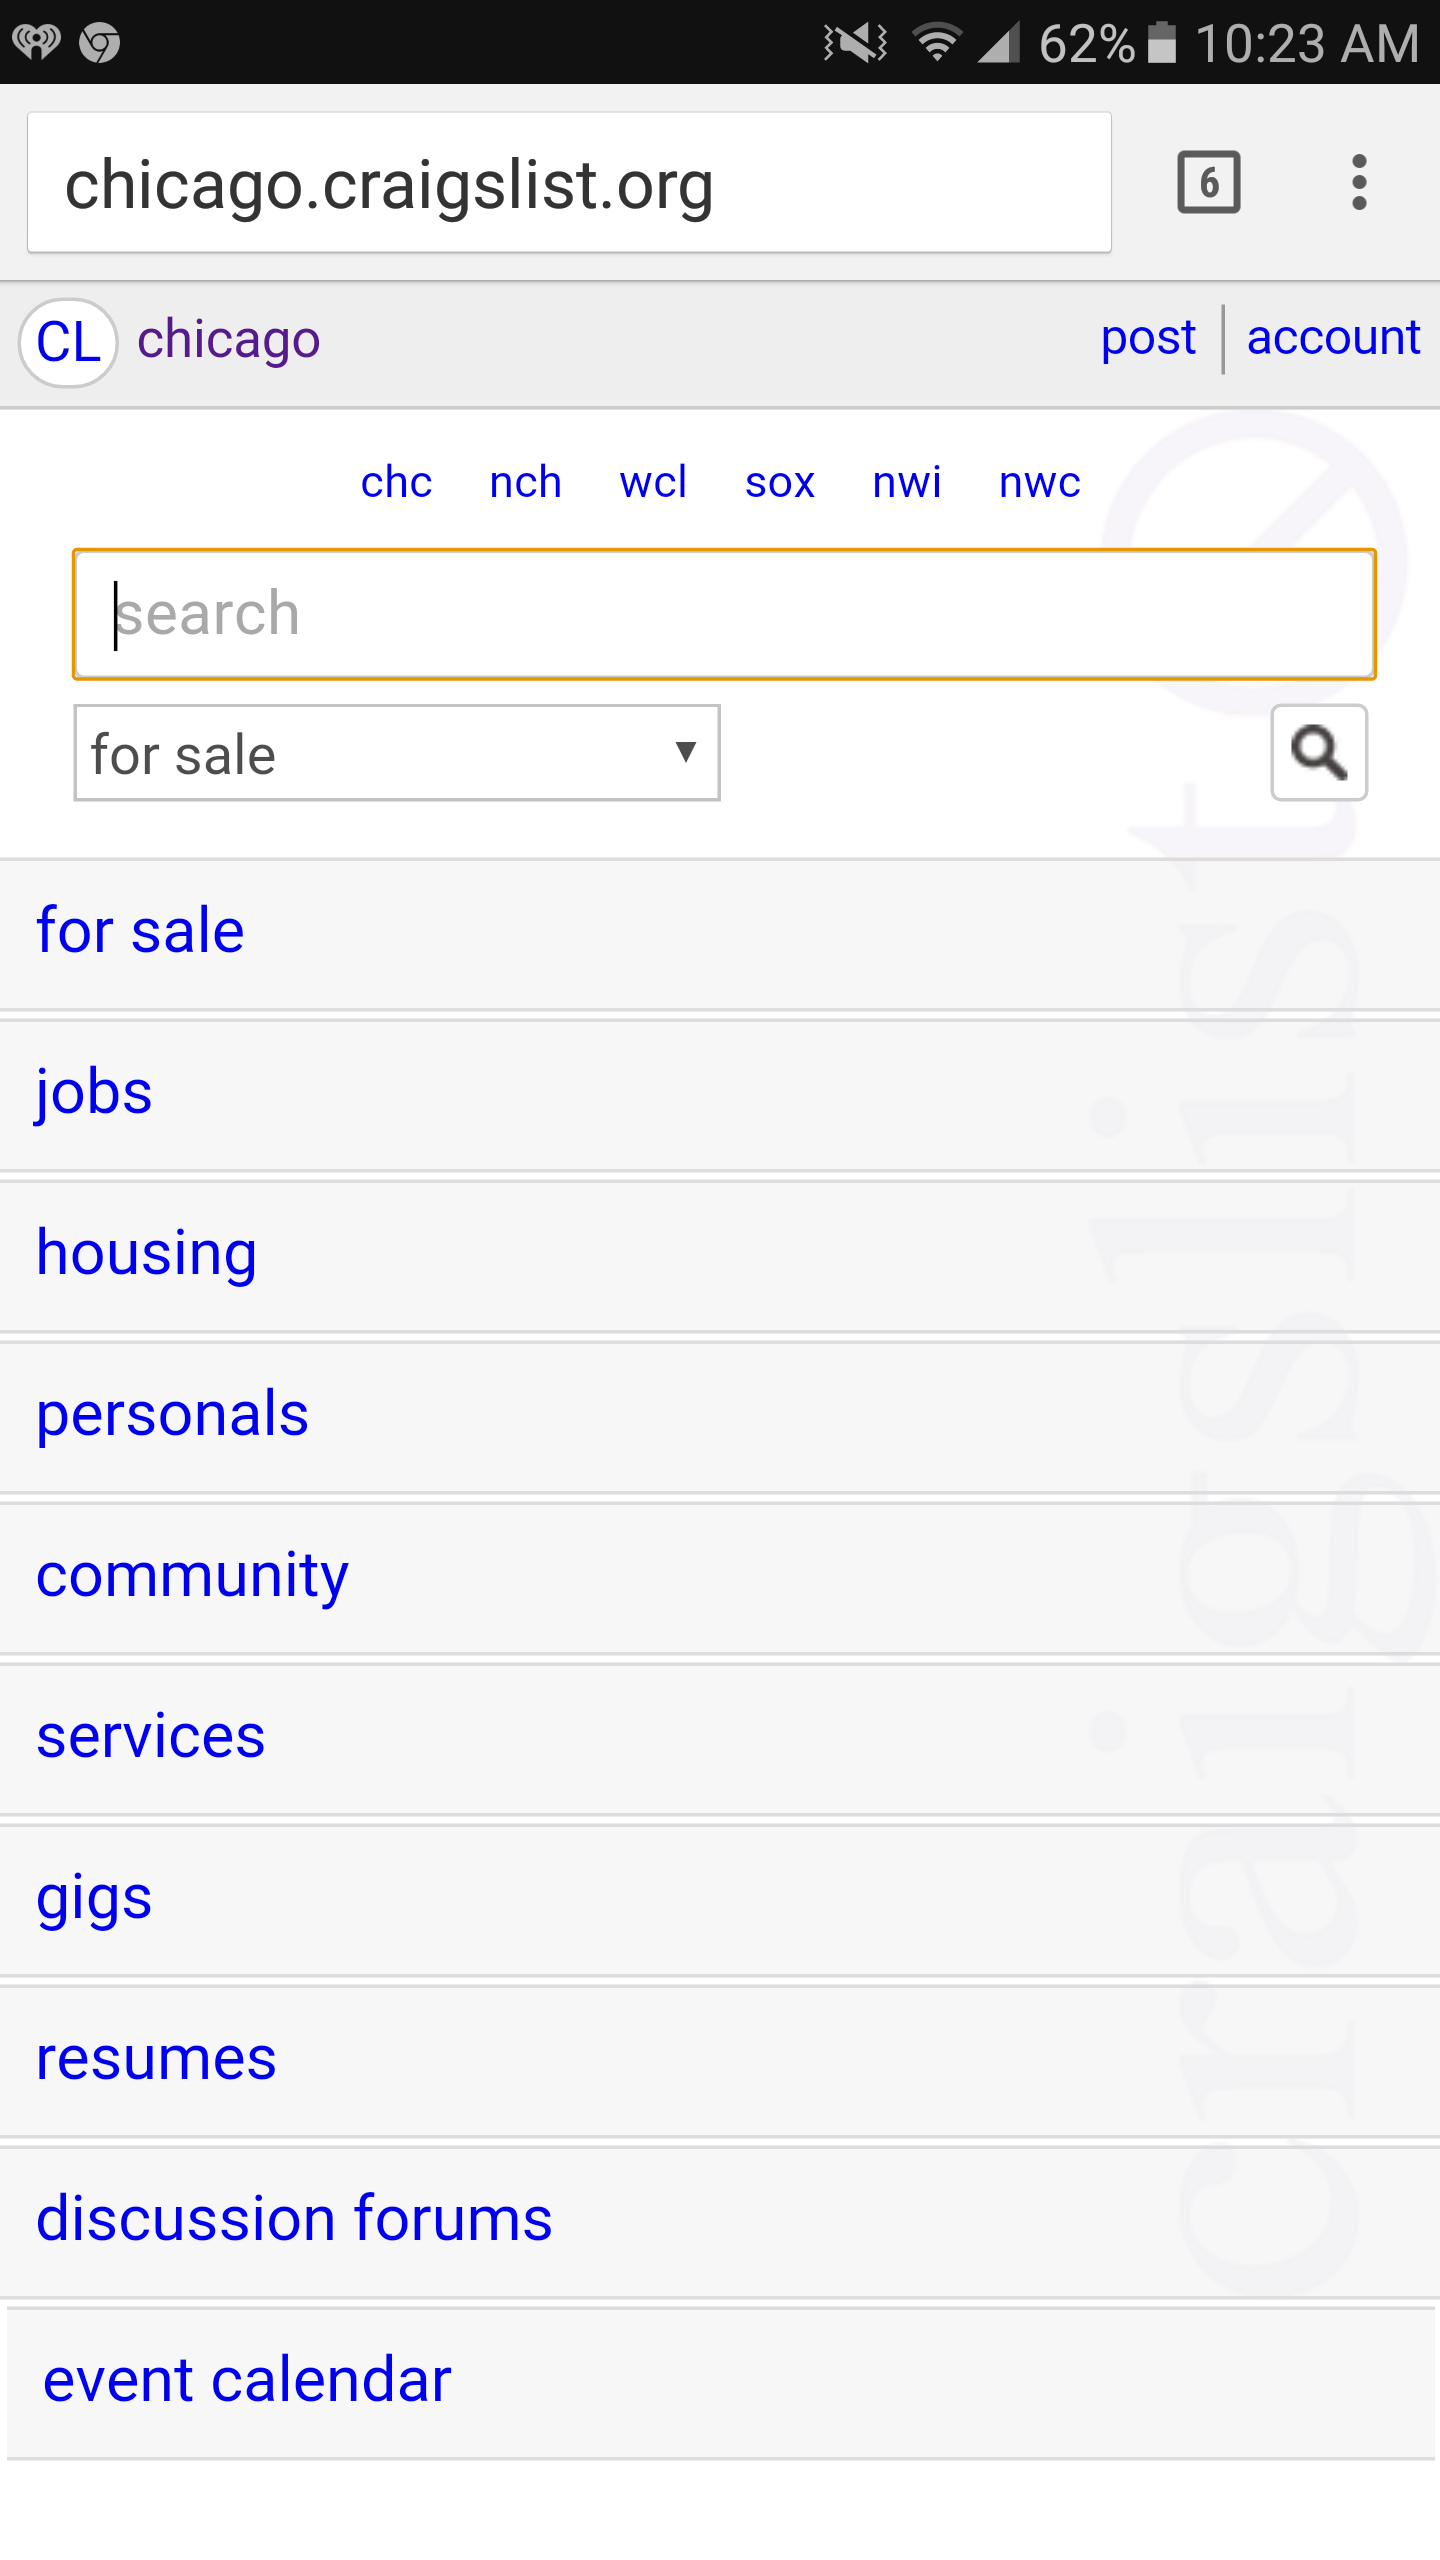 62% 10:23 AM
chicago.craigslist.org 6
CL chicago post account
chc nch wcl sox nwi nwc
search
for sale ▼
for sale
jobs
housing
personals
community
services
gigs
resumes
discussion forums
event calendar
craigslist